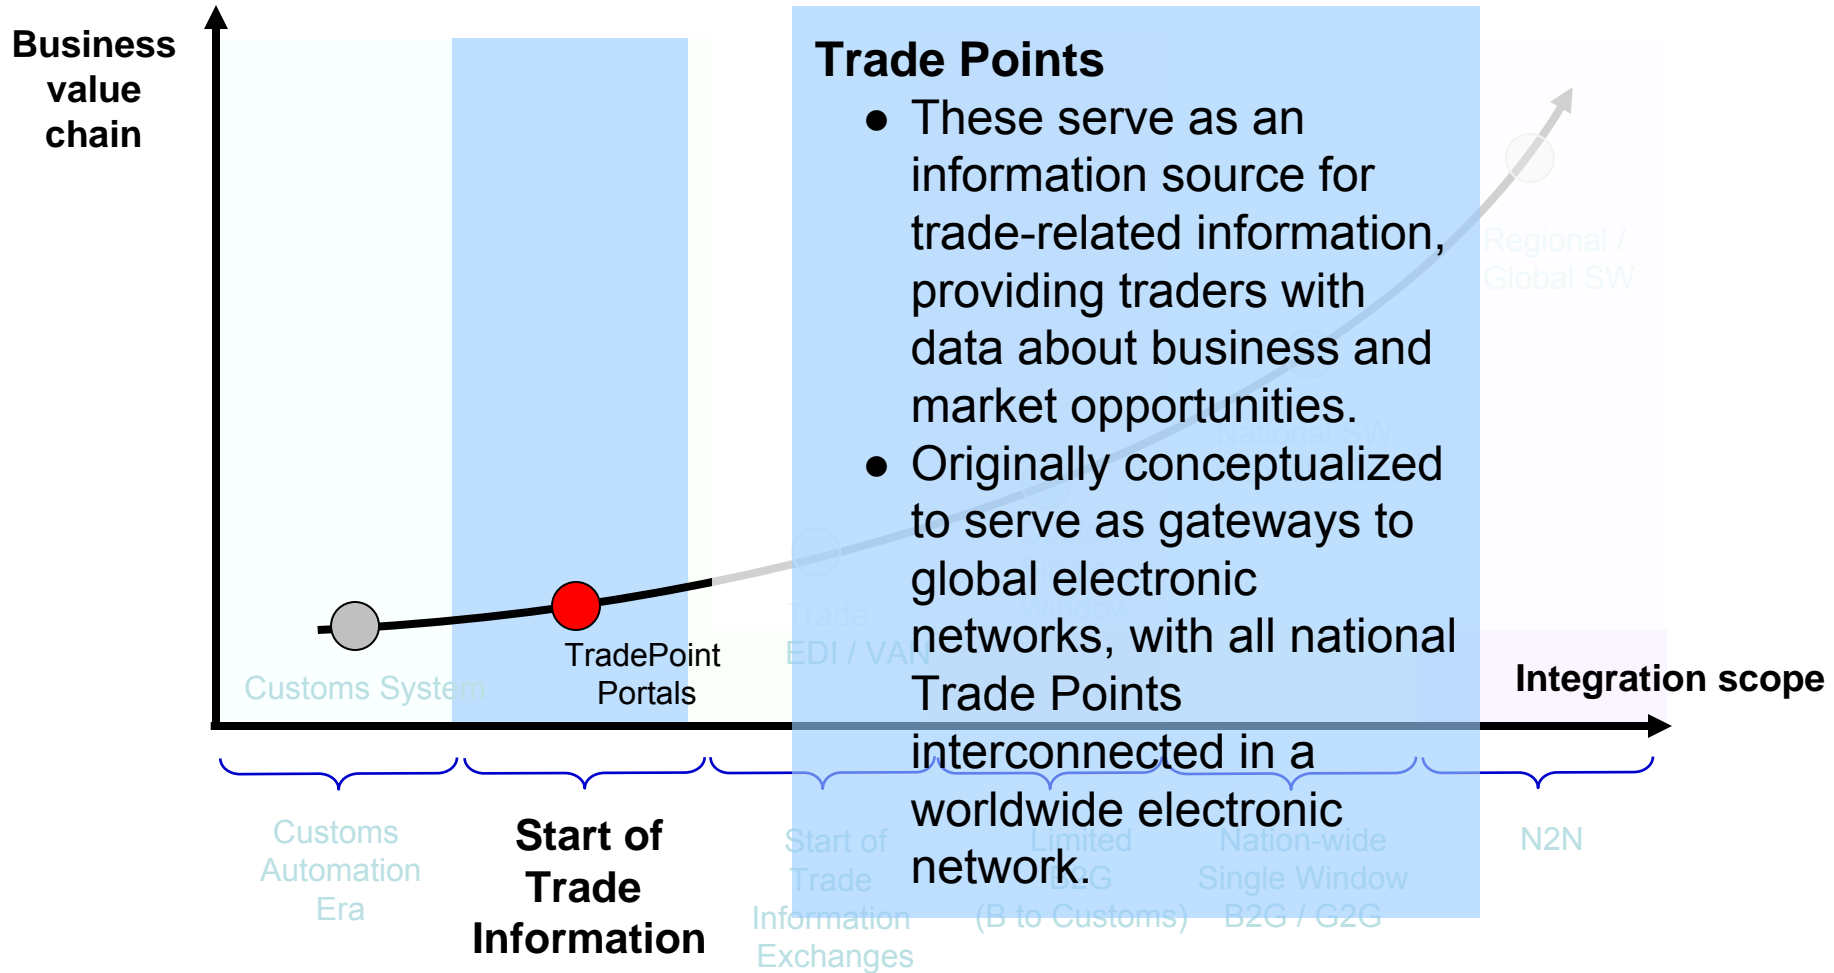 Business
value
chain
Trade Points
● These serve as an
information source for
trade-related information,
providing traders with
data about business and
market opportunities.
● Originally conceptualized
to serve as gateways to
global electronic
networks, with all national
Trade Points
interconnected in a
worldwide electronic
network.
Regional /
Global SW
National SW
Window
Trade
EDI / VAN
TradePoint
Portals
Customs System
Integration scope
Customs
Automation
Era
Start of
Trade
Information
Start of
Trade
Information
Exchanges
Limited
B2G
(B to Customs)
Nation-wide
Single Window
B2G / G2G
N2N